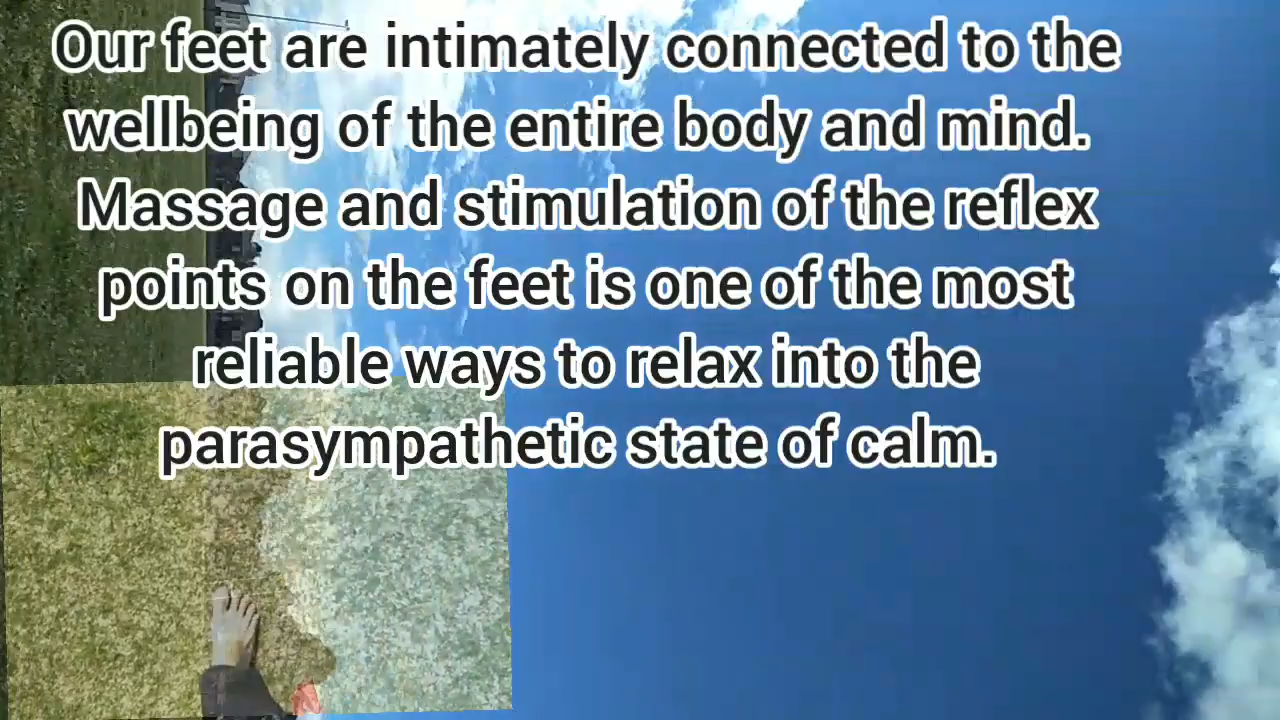 Our feet are intimately connected to the
wellbeing of the entire body and mind.
Massage and stimulation of the reflex
points on the feet is one of the most
reliable ways to relax into the
parasympathetic state of calm.